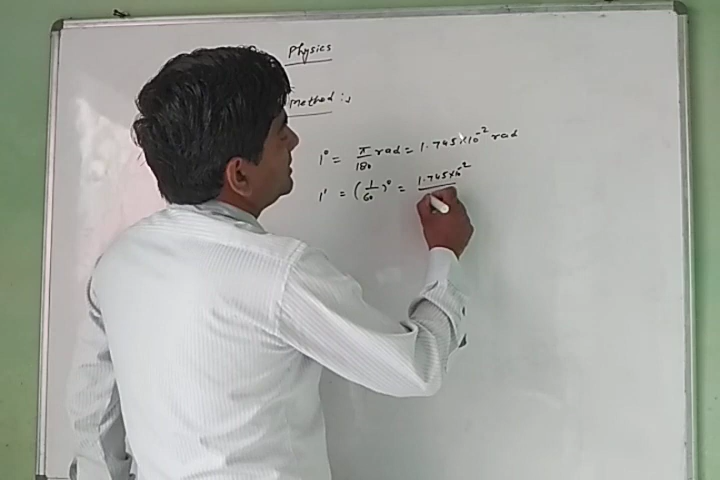 Physics
Method :-
1° = π/180 rad = 1.745×10⁻² rad
1' = (1/60)° = 1.745×10⁻²